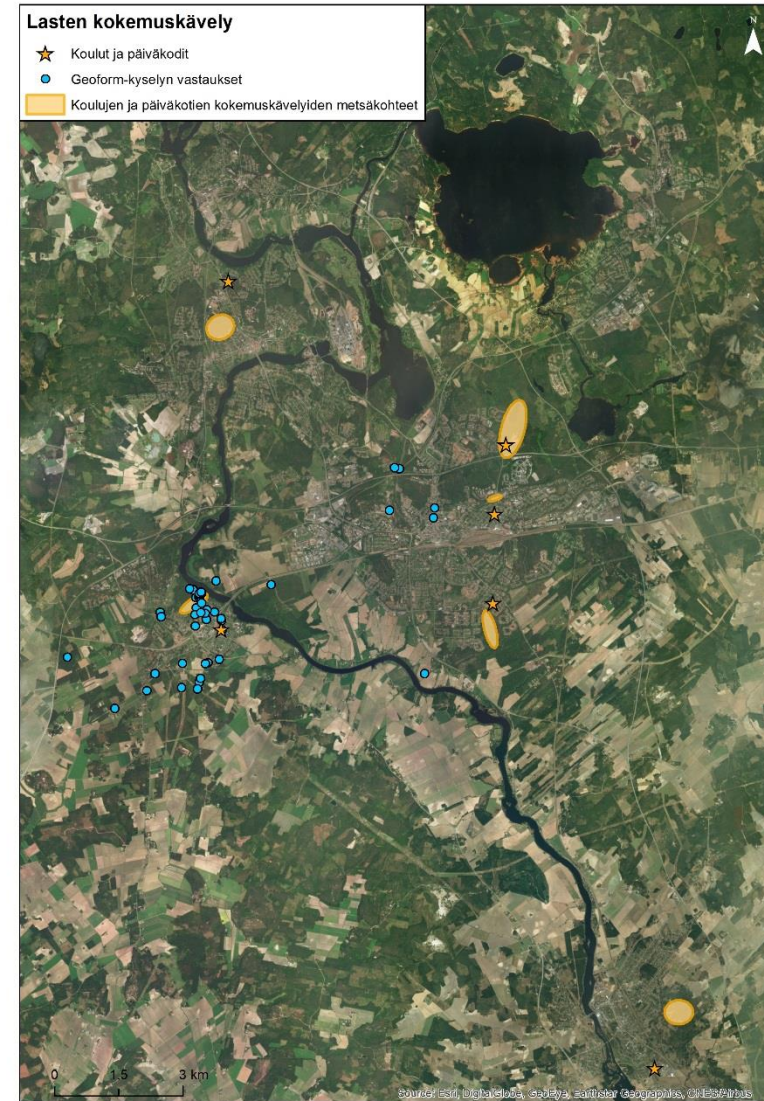 Lasten kokemuskävely
Koulut ja päiväkodit
Geoform-kyselyn vastaukset
Koulujen ja päiväkotien kokemuskävelyiden metsäkohteet
N
0 1.5 3 km
Source: Esri, DigitalGlobe, GeoEye, Earthstar Geographics, CNES/Airbus